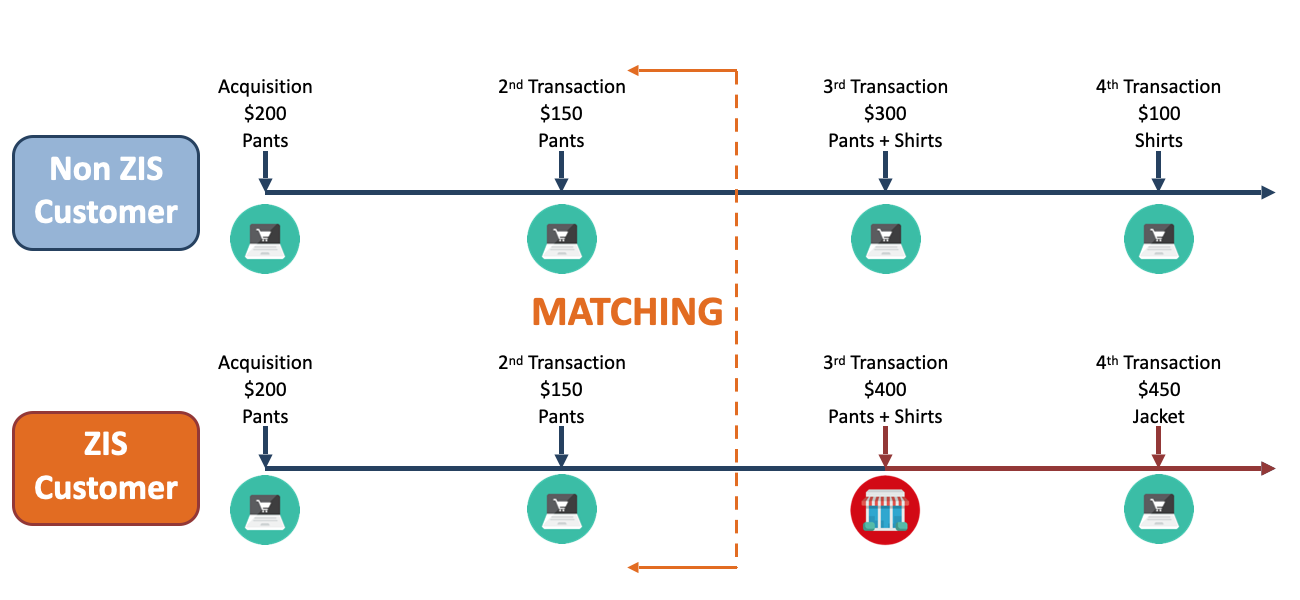 Acquisition
$200
Pants
2nd Transaction
$150
Pants
3rd Transaction
$300
Pants + Shirts
4th Transaction
$100
Shirts
Non ZIS
Customer
MATCHING
Acquisition
$200
Pants
2nd Transaction
$150
Pants
3rd Transaction
$400
Pants + Shirts
4th Transaction
$450
Jacket
ZIS
Customer